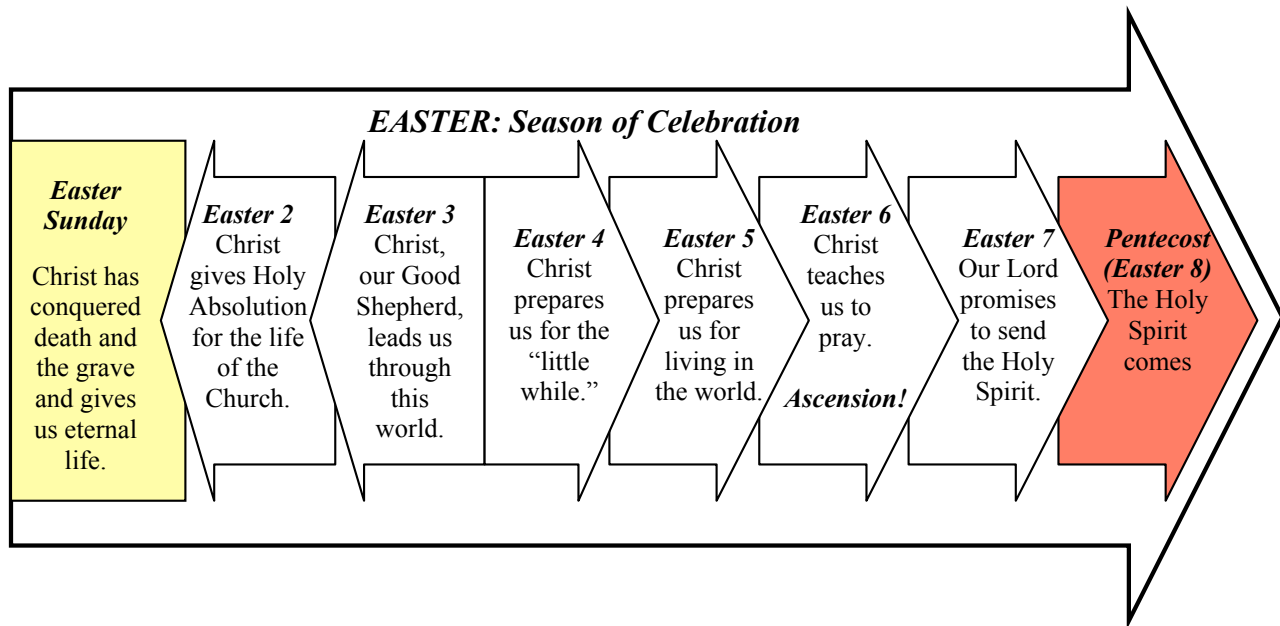 EASTER: Season of Celebration
Easter
Sunday
Christ has
conquered
death and
the grave
and gives
us eternal
life.
Easter 2
Christ
gives Holy
Absolution
for the life
of the
Church.
Easter 3
Christ,
our Good
Shepherd,
leads us
through
this
world.
Easter 4
Christ
prepares
us for the
“little
while.”
Easter 5
Christ
prepares
us for
living in
the world.
Easter 6
Christ
teaches
us to
pray.
Ascension!
Easter 7
Our Lord
promises
to send
the Holy
Spirit.
Pentecost
(Easter 8)
The Holy
Spirit
comes